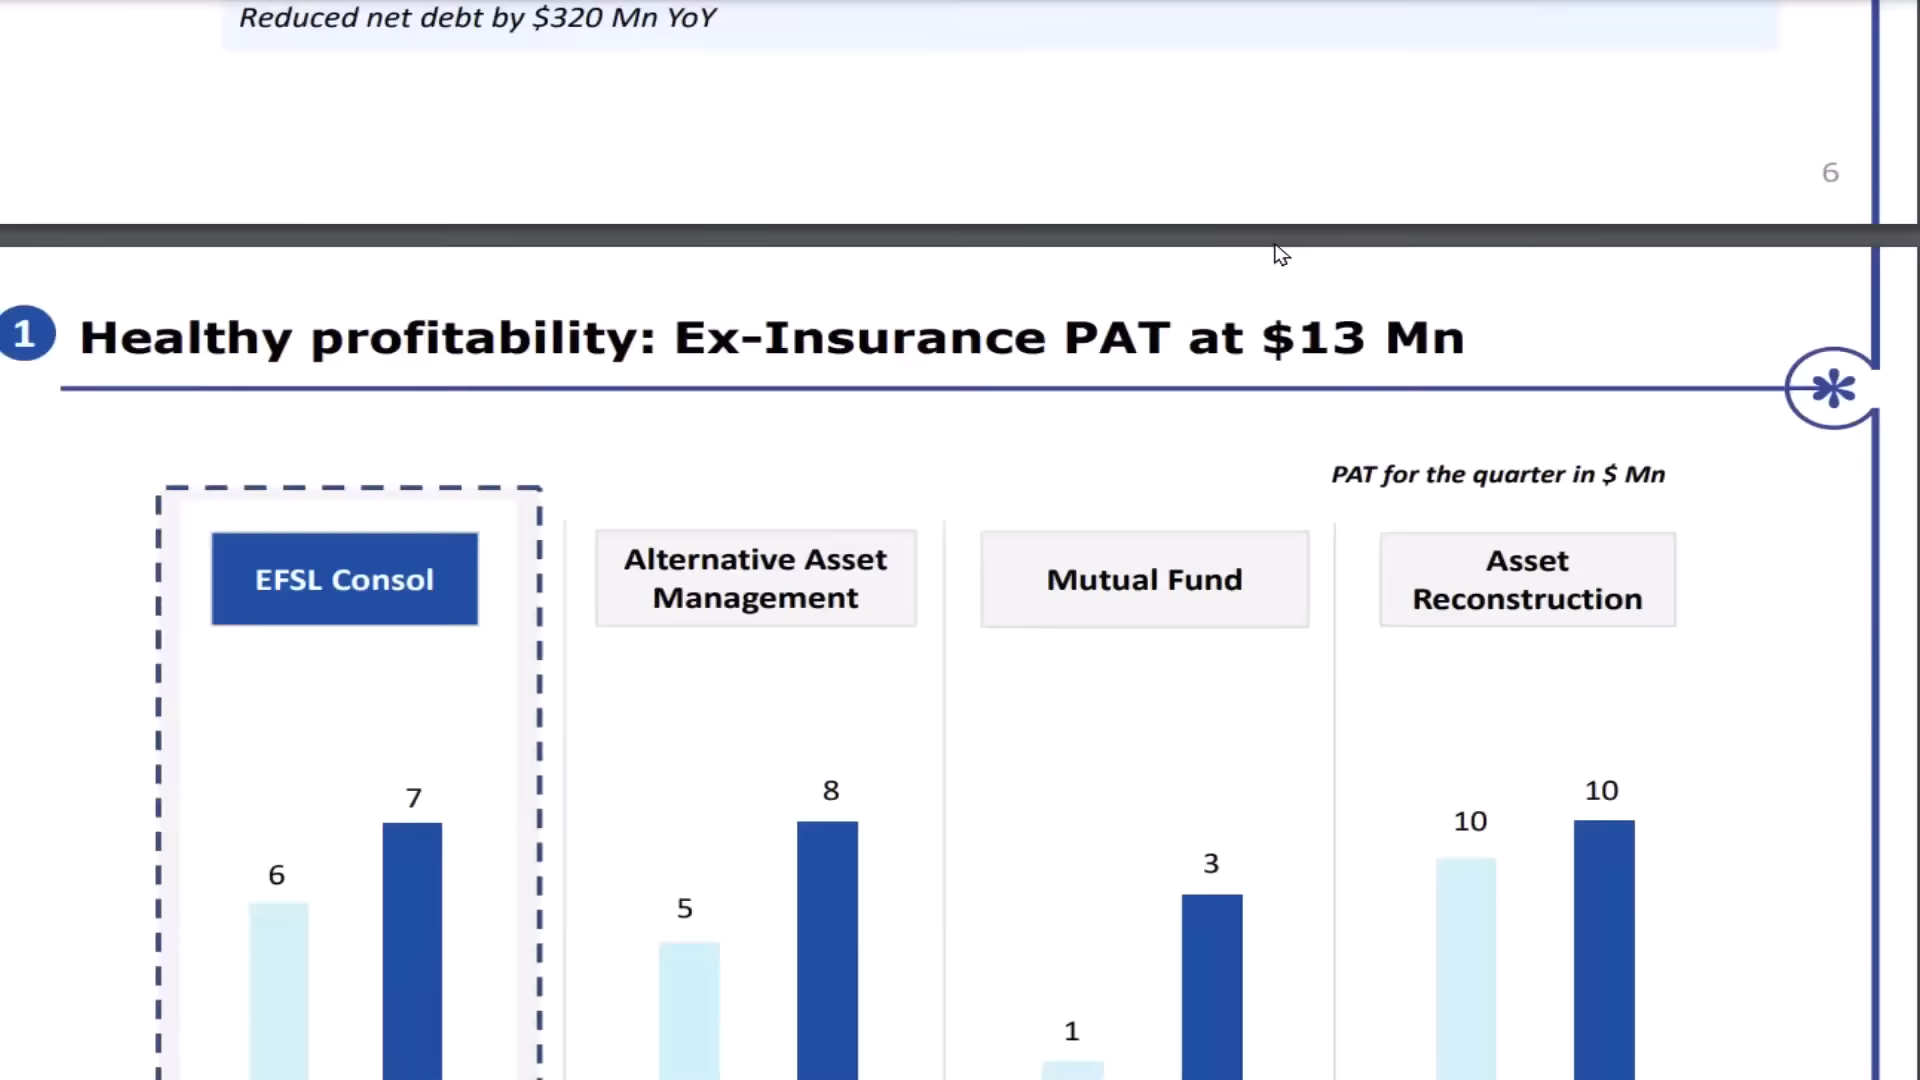 Reduced net debt by $320 Mn YoY
6
1
Healthy profitability: Ex-Insurance PAT at $13 Mn
PAT for the quarter in $ Mn
EFSL Consol
Alternative Asset
Management
Mutual Fund
Asset
Reconstruction
6
7
5
8
1
3
10
10